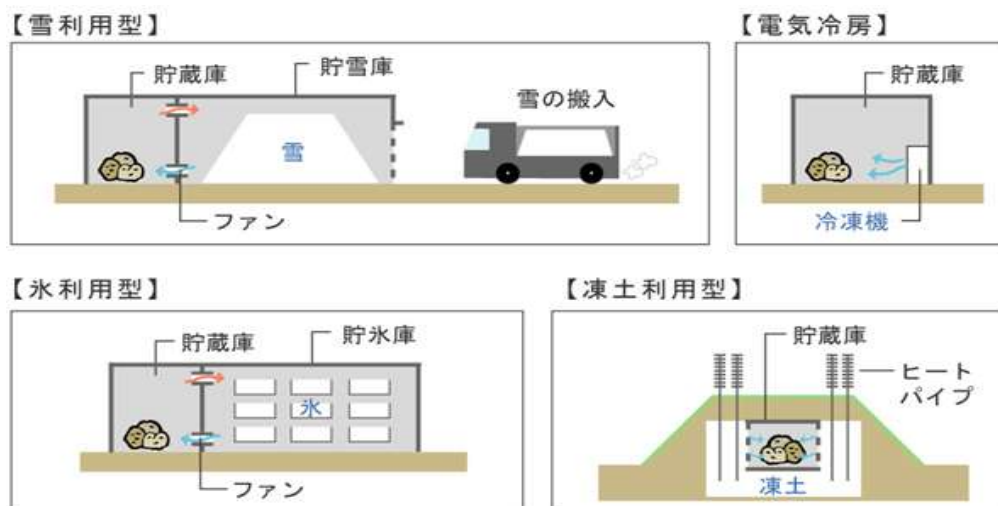 【雪利用型】
貯蔵庫
貯雪庫
雪の搬入
雪
ファン
【電気冷房】
貯蔵庫
冷凍機
【氷利用型】
貯蔵庫
貯氷庫
氷
ファン
【凍土利用型】
貯蔵庫
ヒート
パイプ
凍土